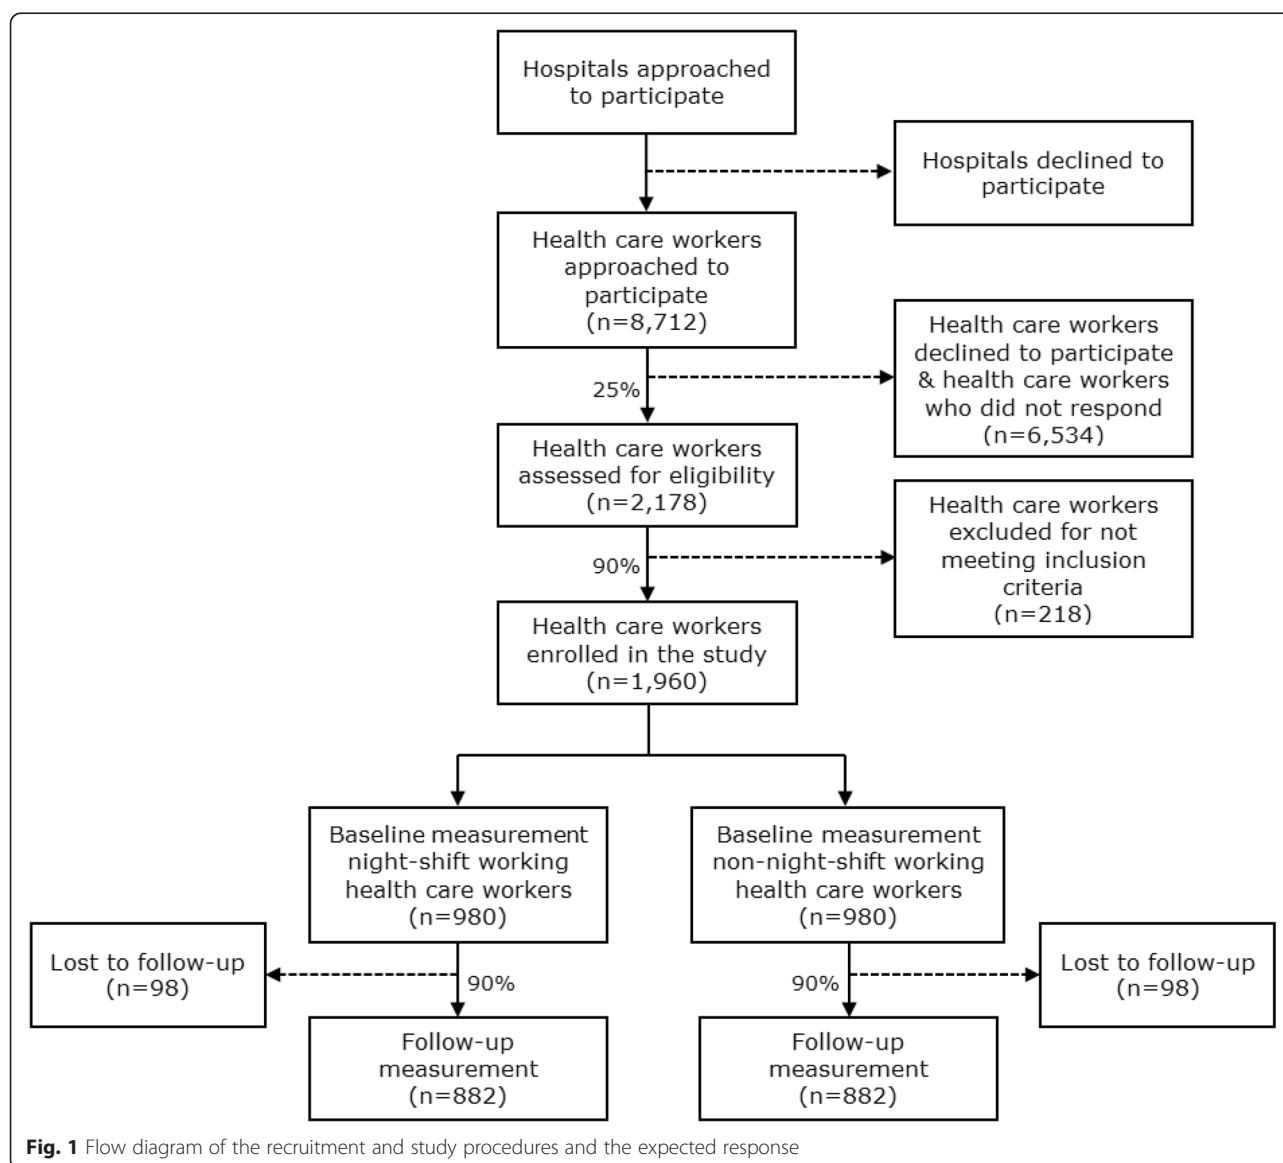 Hospitals approached
to participate
Hospitals declined to
participate
Health care workers
approached to
participate
(n=8,712)
Health care workers
declined to participate
& health care workers
who did not respond
(n=6,534)
25%
Health care workers
assessed for eligibility
(n=2,178)
Health care workers
excluded for not
meeting inclusion
criteria
(n=218)
90%
Health care workers
enrolled in the study
(n=1,960)
Baseline measurement
night-shift working
health care workers
(n=980)
Baseline measurement
non-night-shift working
health care workers
(n=980)
Lost to follow-up
(n=98)
90%
90%
Lost to follow-up
(n=98)
Follow-up
measurement
(n=882)
Follow-up
measurement
(n=882)
Fig. 1 Flow diagram of the recruitment and study procedures and the expected response